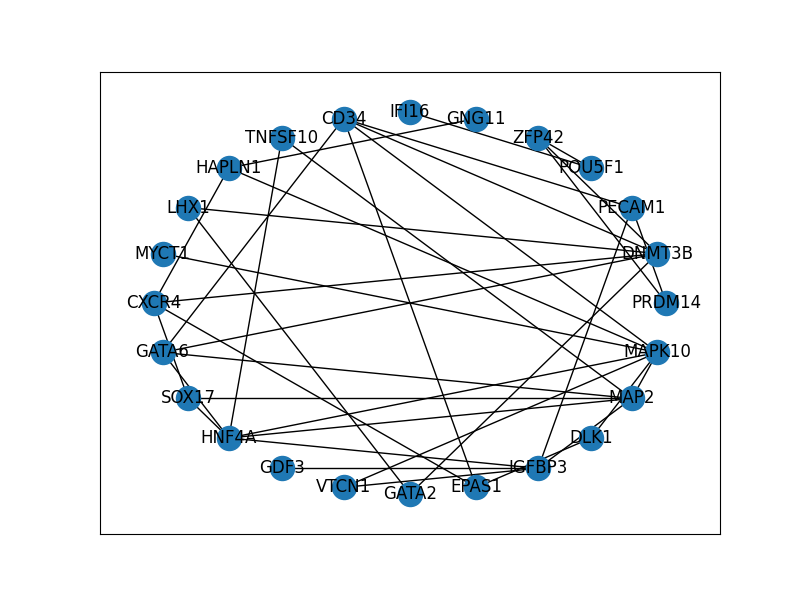 IFI16
CD34
GNG11
TNFSF10
ZFP42
HAPLN1
POU5F1
LHX1
PECAM1
MYCT1
DNMT3B
CXCR4
PRDM14
GATA6
MAPK10
SOX17
MAP2
HNF4A
DLK1
GDF3
IGFBP3
VTCN1
EPAS1
GATA2